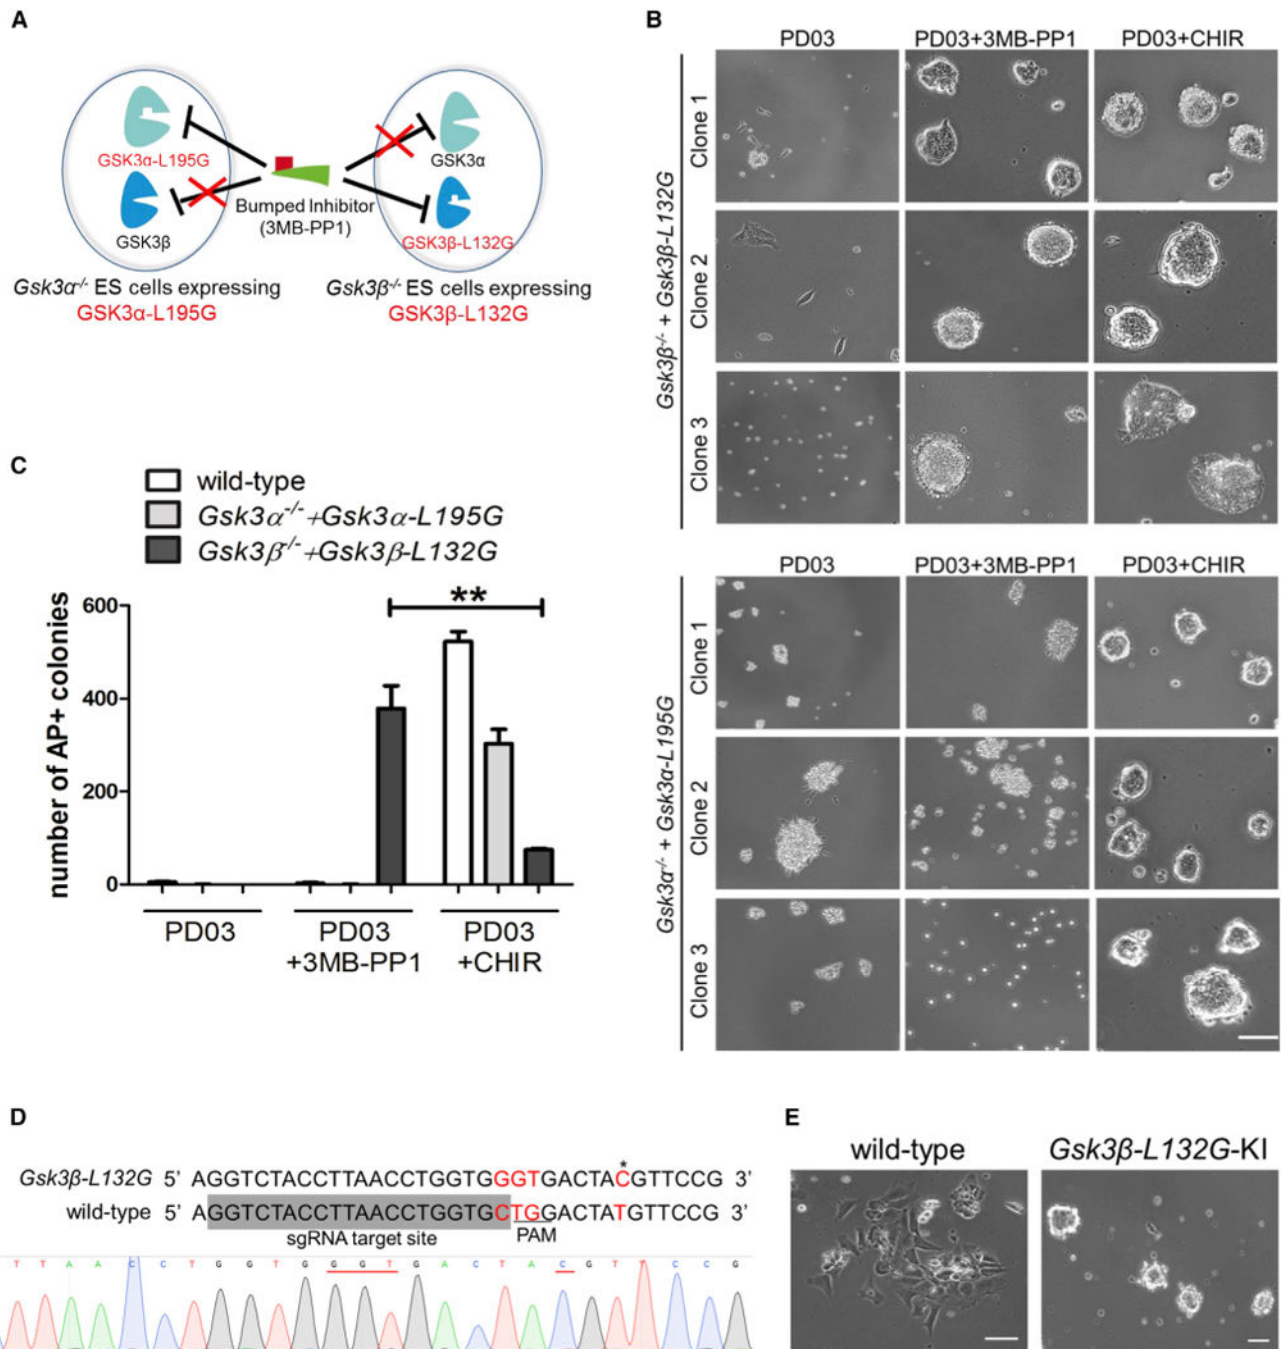 A
GSK3α-L195G
GSK3β
Bumped Inhibitor
(3MB-PP1)
GSK3α
GSK3β-L132G
Gsk3α-/- ES cells expressing
GSK3α-L195G
Gsk3β-/- ES cells expressing
GSK3β-L132G
B
PD03 PD03+3MB-PP1 PD03+CHIR
Gsk3β-/- + Gsk3β-L132G
Clone 1
Clone 2
Clone 3
PD03 PD03+3MB-PP1 PD03+CHIR
Gsk3α-/- + Gsk3α-L195G
Clone 1
Clone 2
Clone 3
C
wild-type
Gsk3α-/-+Gsk3α-L195G
Gsk3β-/-+Gsk3β-L132G
number of AP+ colonies
600
400
200
0
**
PD03
PD03
+3MB-PP1
PD03
+CHIR
D
*
Gsk3β-L132G 5' AGGTCTACCTTAACCTGGTGGGTGACTACGTTCCG 3'
wild-type 5' AGGTCTACCTTAACCTGGTGCTGGACTATGTTCCG 3'
sgRNA target site PAM
T T A A C C T G G T G G G T G A C T A C G T T C C G
E
wild-type Gsk3β-L132G-KI